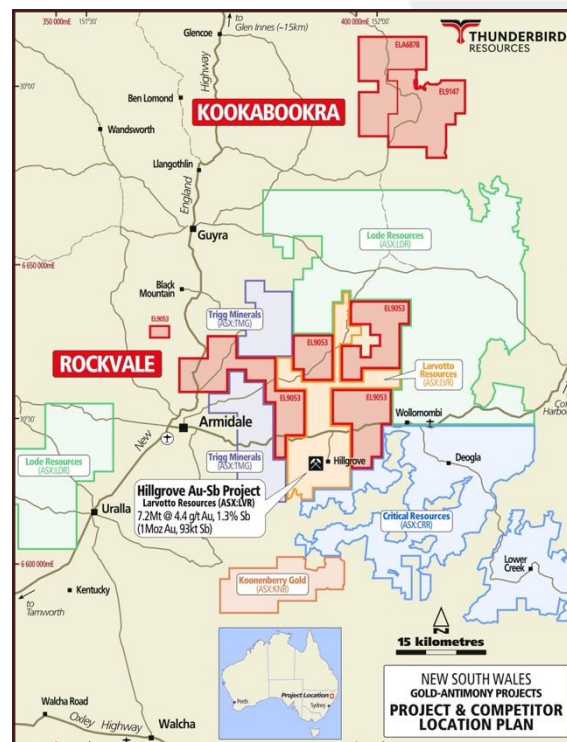 350 000mE
151°30'
to
Glen Innes (~15km)
400 000mE
152°00'
THUNDERBIRD
RESOURCES
Glencoe
ELA6878
Highway
30°00'
Ben Lomond
EL9147
KOOKABOOKRA
Wandsworth
Llangothlin
England
Guyra
Lode Resources
(ASX:LDR)
6 650 000mE
Black
Mountain
Trigg Minerals
(ASX:TMG)
EL9053
EL9053
EL9053
ROCKVALE
Larvotto
Resources
(ASX:LVR)
EL9053
EL9053
Wollomombi
30°30'
Armidale
New
Lode Resources
(ASX:LDR)
Trigg Minerals
(ASX:TMG)
Hillgrove
Deogla
Hillgrove Au-Sb Project
Larvotto Resources (ASX:LVR)
7.2Mt @ 4.4 g/t Au, 1.3% Sb
(1Moz Au, 93kt Sb)
Uralla
Critical Resources
(ASX:CRR)
6 600 000mE
Koonenberry Gold
(ASX:KNB)
Lower
Creek
Kentucky
to
Tamworth
N
15 kilometres
Project Location
Perth
Sydney
NEW SOUTH WALES
GOLD-ANTIMONY PROJECTS
PROJECT & COMPETITOR
LOCATION PLAN
Walcha Road
Oxley
Highway
Walcha